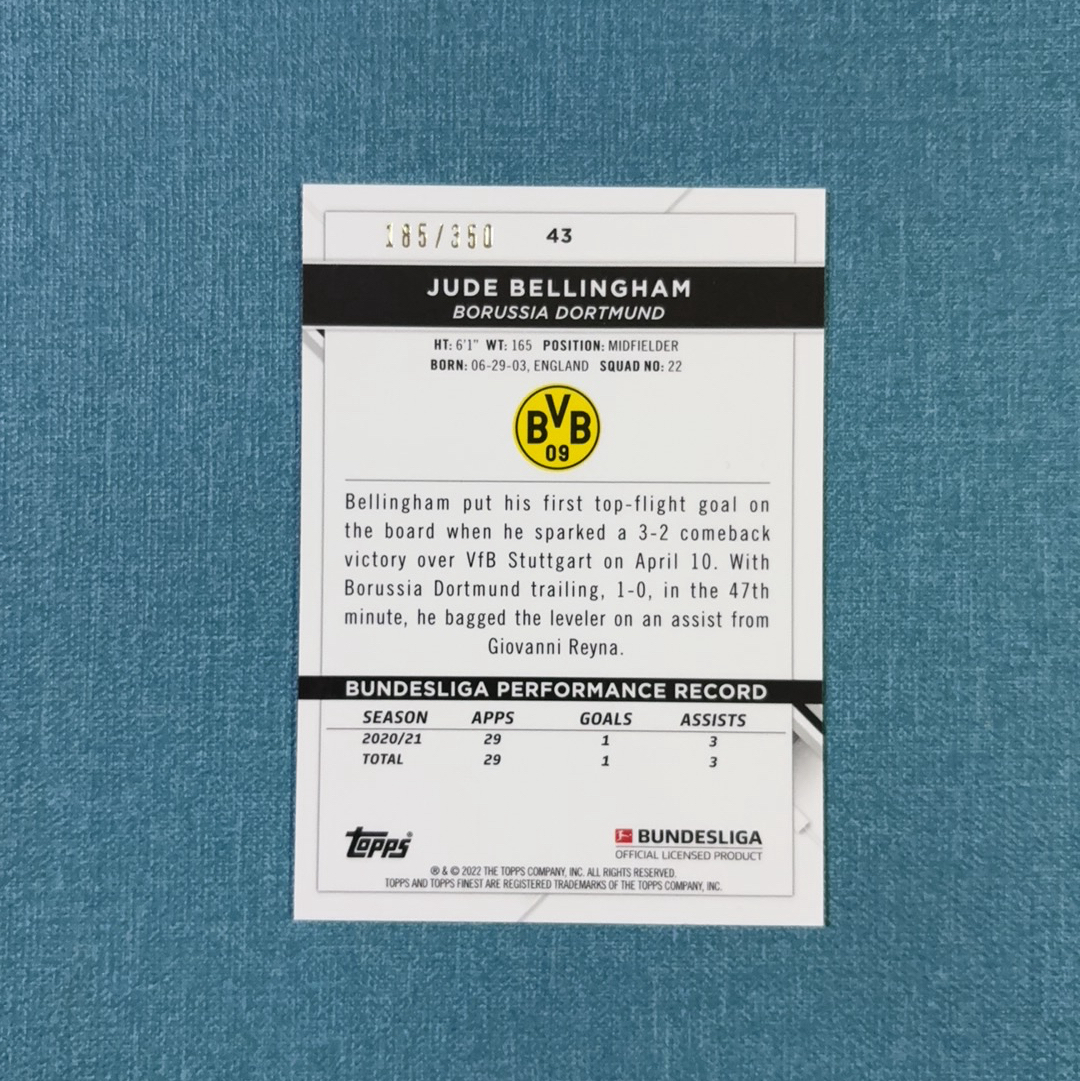 185/350 43
JUDE BELLINGHAM
BORUSSIA DORTMUND
HT: 6'1" WT: 165 POSITION: MIDFIELDER
BORN: 06-29-03, ENGLAND SQUAD NO: 22
BVB
09
Bellingham put his first top-flight goal on
the board when he sparked a 3-2 comeback
victory over VfB Stuttgart on April 10. With
Borussia Dortmund trailing, 1-0, in the 47th
minute, he bagged the leveler on an assist from
Giovanni Reyna.
BUNDESLIGA PERFORMANCE RECORD
SEASON APPS GOALS ASSISTS
2020/21 29 1 3
TOTAL 29 1 3
topps®
BUNDESLIGA
OFFICIAL LICENSED PRODUCT
® & © 2022 THE TOPPS COMPANY, INC. ALL RIGHTS RESERVED.
TOPPS AND TOPPS FINEST ARE REGISTERED TRADEMARKS OF THE TOPPS COMPANY, INC.